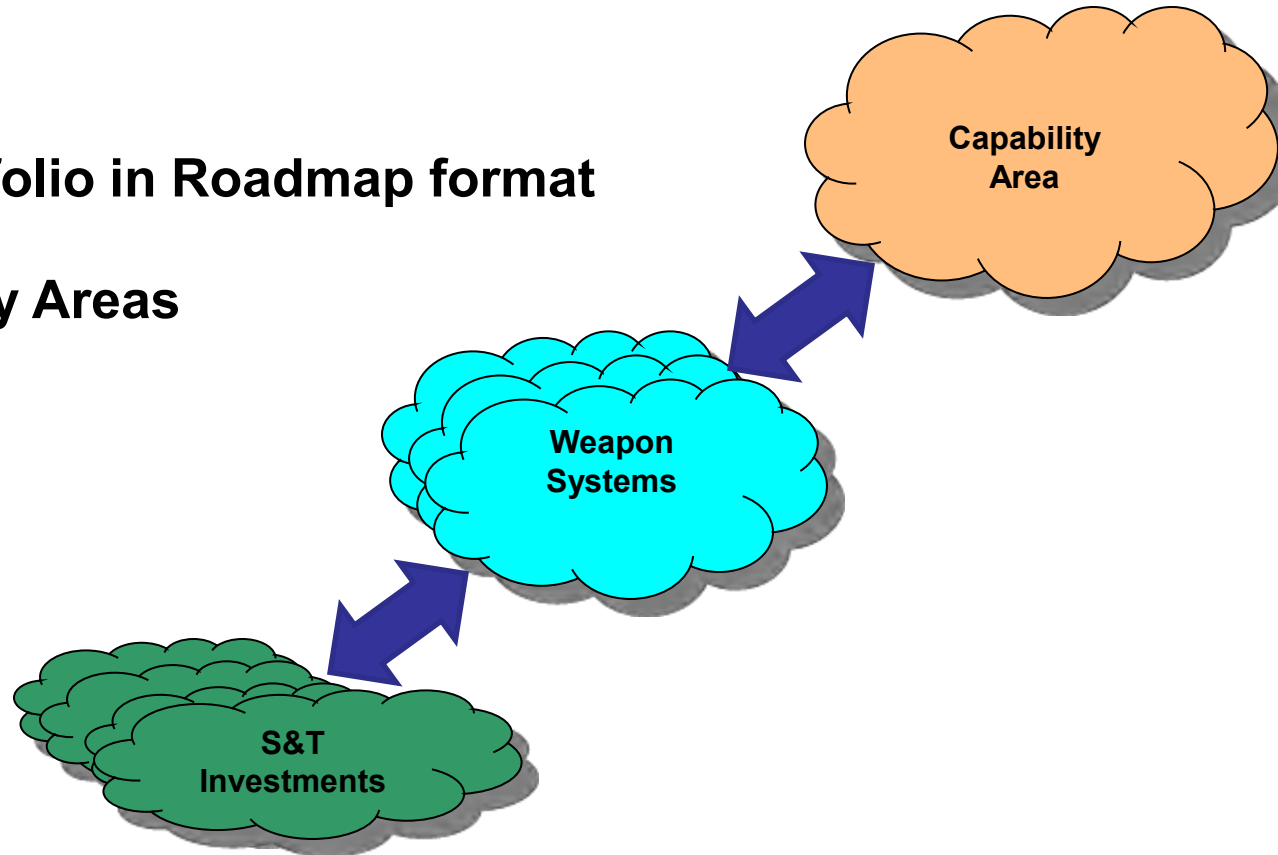 folio in Roadmap format
y Areas
Capability
Area
Weapon
Systems
S&T
Investments